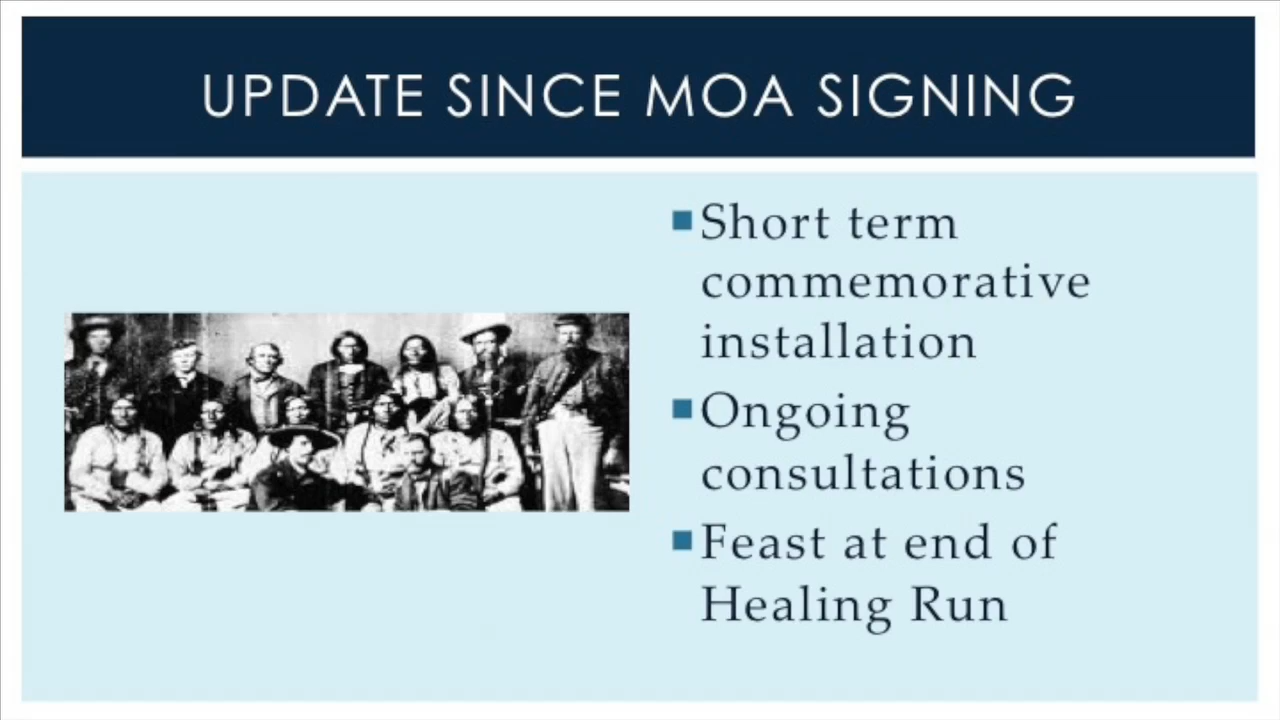 UPDATE SINCE MOA SIGNING
Short term
commemorative
installation
Ongoing
consultations
Feast at end of
Healing Run